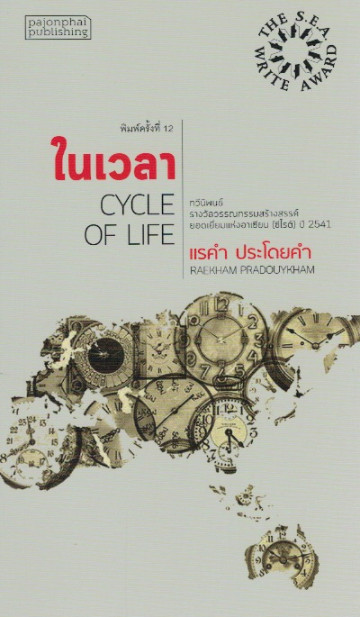 pajonphai
publishing
THE S.E.A.
WRITE AWARD
พิมพ์ครั้งที่ 12
ในเวลา
CYCLE
OF LIFE
กวีนิพนธ์
รางวัลวรรณกรรมสร้างสรรค์
ยอดเยี่ยมแห่งอาเซียน (ซีไรต์) ปี 2541
แรคำ ประโดยคำ
RAEKHAM PRADOUYKHAM